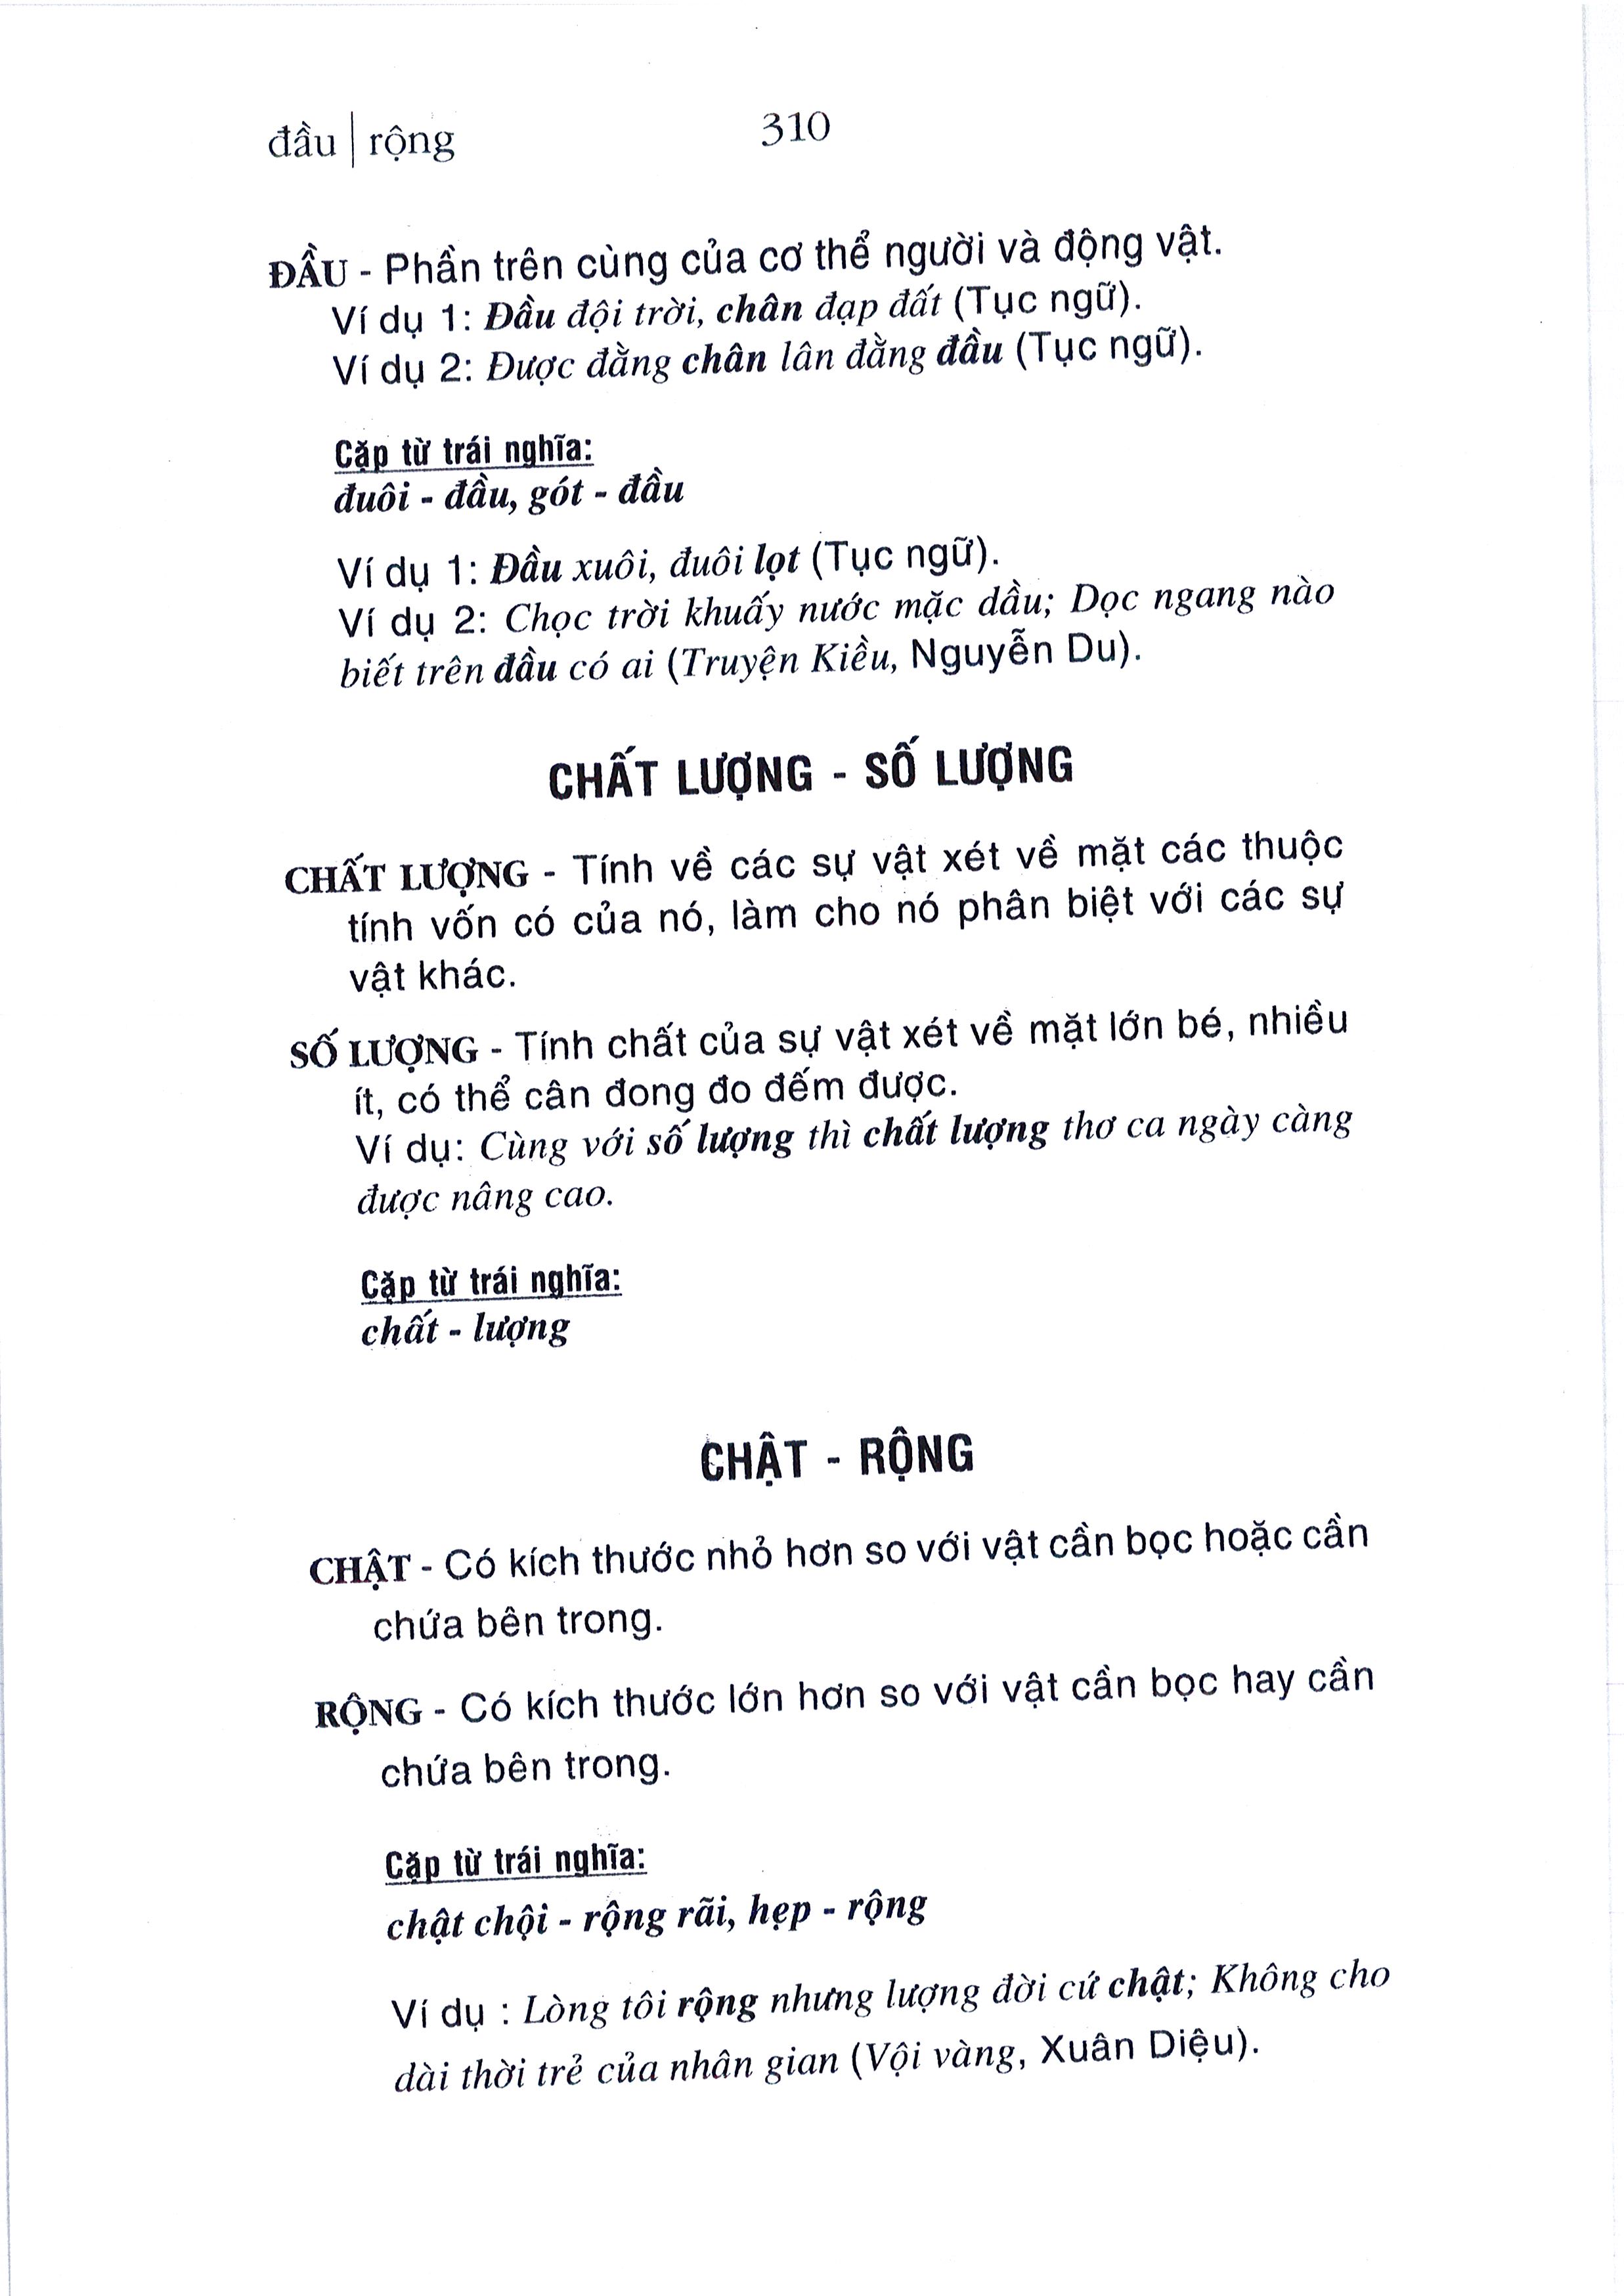 đầu | rộng
310
ĐẦU - Phần trên cùng của cơ thể người và động vật.
Ví dụ 1: Đầu đội trời, chân đạp đất (Tục ngữ).
Ví dụ 2: Được đằng chân lân đằng đầu (Tục ngữ).
Cặp từ trái nghĩa:
đuôi - đầu, gót - đầu
Ví dụ 1: Đầu xuôi, đuôi lọt (Tục ngữ).
Ví dụ 2: Chọc trời khuấy nước mặc dầu; Dọc ngang nào
biết trên đầu có ai (Truyện Kiều, Nguyễn Du).
CHẤT LƯỢNG - SỐ LƯỢNG
CHẤT LƯỢNG - Tính về các sự vật xét về mặt các thuộc
tính vốn có của nó, làm cho nó phân biệt với các sự
vật khác.
SỐ LƯỢNG - Tính chất của sự vật xét về mặt lớn bé, nhiều
ít, có thể cân đong đo đếm được.
Ví dụ: Cùng với số lượng thì chất lượng thơ ca ngày càng
được nâng cao.
Cặp từ trái nghĩa:
chất - lượng
CHẬT - RỘNG
CHẬT - Có kích thước nhỏ hơn so với vật cần bọc hoặc cần
chứa bên trong.
RỘNG - Có kích thước lớn hơn so với vật cần bọc hay cần
chứa bên trong.
Cặp từ trái nghĩa:
chật chội - rộng rãi, hẹp - rộng
Ví dụ : Lòng tôi rộng nhưng lượng đời cứ chật; Không cho
dài thời trẻ của nhân gian (Vội vàng, Xuân Diệu).